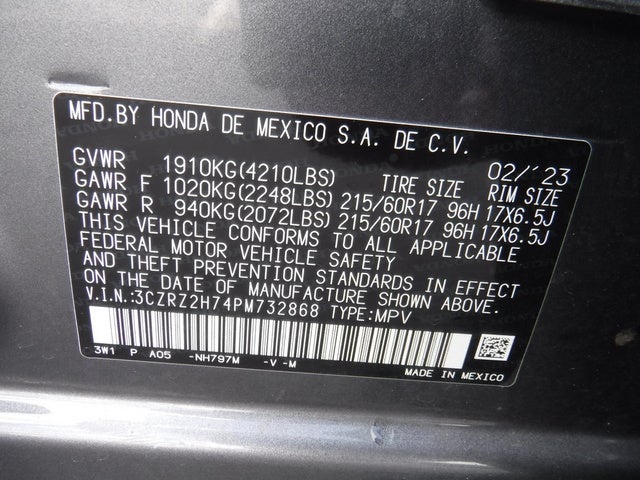 MFD.BY HONDA DE MEXICO S.A. DE C.V.
02/'23
GVWR 1910KG(4210LBS) TIRE SIZE RIM SIZE
GAWR F 1020KG(2248LBS) 215/60R17 96H 17X6.5J
GAWR R 940KG(2072LBS) 215/60R17 96H 17X6.5J
THIS VEHICLE CONFORMS TO ALL APPLICABLE
FEDERAL MOTOR VEHICLE SAFETY
AND THEFT PREVENTION STANDARDS IN EFFECT
ON THE DATE OF MANUFACTURE SHOWN ABOVE.
V.I.N:3CZRZ2H74PM732868 TYPE:MPV
3W1 P A05 -NH797M -V -M
MADE IN MEXICO